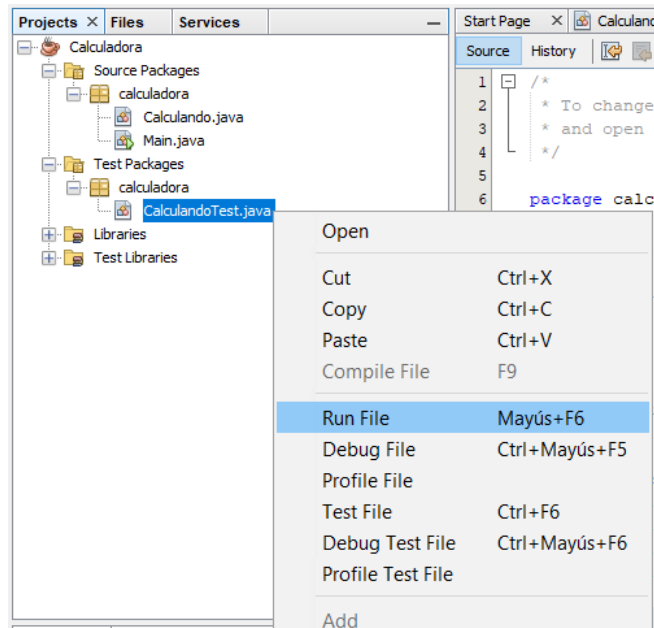 Projects Files Services
Calculadora
Source Packages
calculadora
Calculando.java
Main.java
Test Packages
calculadora
CalculandoTest.java
Libraries
Test Libraries
Start Page Calculand
Source History
1 /*
2 * To change
3 * and open
4 */
5
6 package calc
Open
Cut Ctrl+X
Copy Ctrl+C
Paste Ctrl+V
Compile File F9
Run File Mayús+F6
Debug File Ctrl+Mayús+F5
Profile File
Test File Ctrl+F6
Debug Test File Ctrl+Mayús+F6
Profile Test File
Add